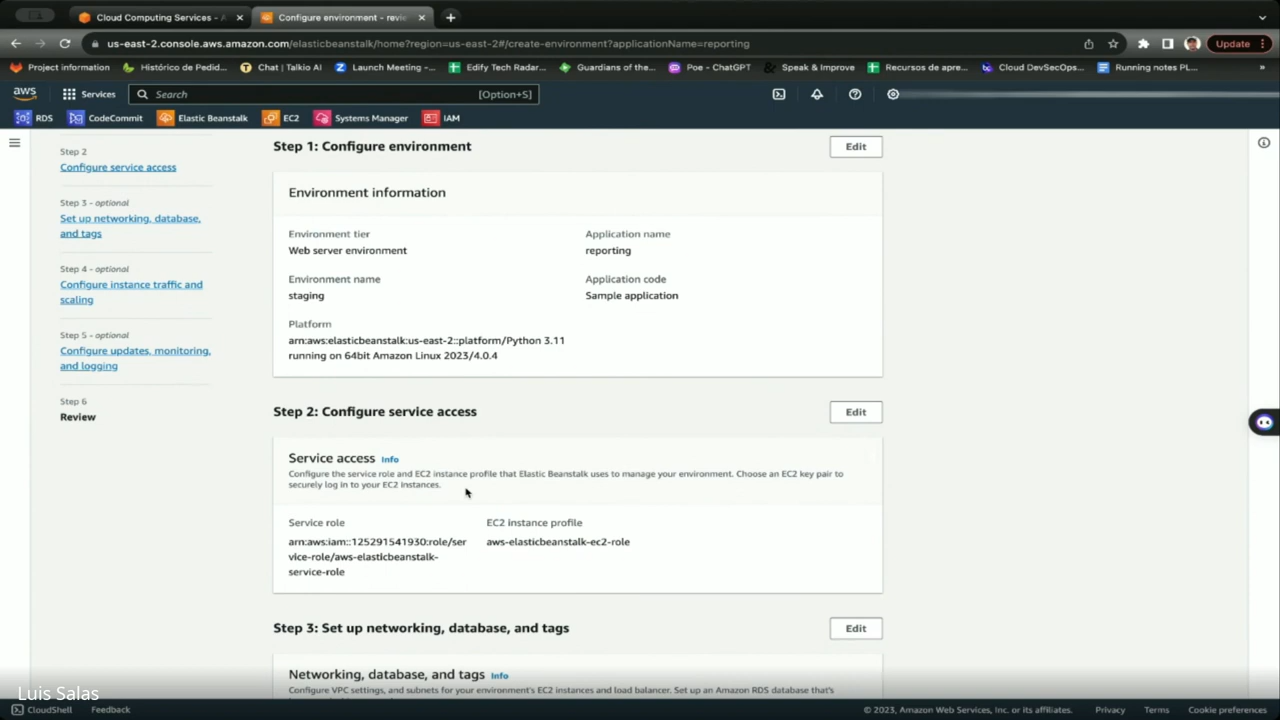 Cloud Computing Services - A
Configure environment - revie
us-east-2.console.aws.amazon.com/elasticbeanstalk/home?region=us-east-2#/create-environment?applicationName=reporting
Update
Project information
Histórico de Pedid...
Chat | Talkio AI
Launch Meeting -...
Edify Tech Radar...
Guardians of the...
Poe - ChatGPT
Speak & Improve
Recursos de apre...
Cloud DevSecOps...
Running notes PL...
»
aws
Services
Search
[Option+S]
RDS
CodeCommit
Elastic Beanstalk
EC2
Systems Manager
IAM
Step 2
Configure service access
Step 3 - optional
Set up networking, database,
and tags
Step 4 - optional
Configure instance traffic and
scaling
Step 5 - optional
Configure updates, monitoring,
and logging
Step 6
Review
Step 1: Configure environment
Edit
Environment information
Environment tier
Web server environment
Application name
reporting
Environment name
staging
Application code
Sample application
Platform
arn:aws:elasticbeanstalk:us-east-2::platform/Python 3.11
running on 64bit Amazon Linux 2023/4.0.4
Step 2: Configure service access
Edit
Service access Info
Configure the service role and EC2 instance profile that Elastic Beanstalk uses to manage your environment. Choose an EC2 key pair to
securely log in to your EC2 instances.
Service role
arn:aws:iam::125291541930:role/ser
vice-role/aws-elasticbeanstalk-
service-role
EC2 instance profile
aws-elasticbeanstalk-ec2-role
Step 3: Set up networking, database, and tags
Edit
Networking, database, and tags Info
Configure VPC settings, and subnets for your environment's EC2 instances and load balancer. Set up an Amazon RDS database that's
Luis Salas
CloudShell
Feedback
© 2023, Amazon Web Services, Inc. or its affiliates.
Privacy
Terms
Cookie preferences